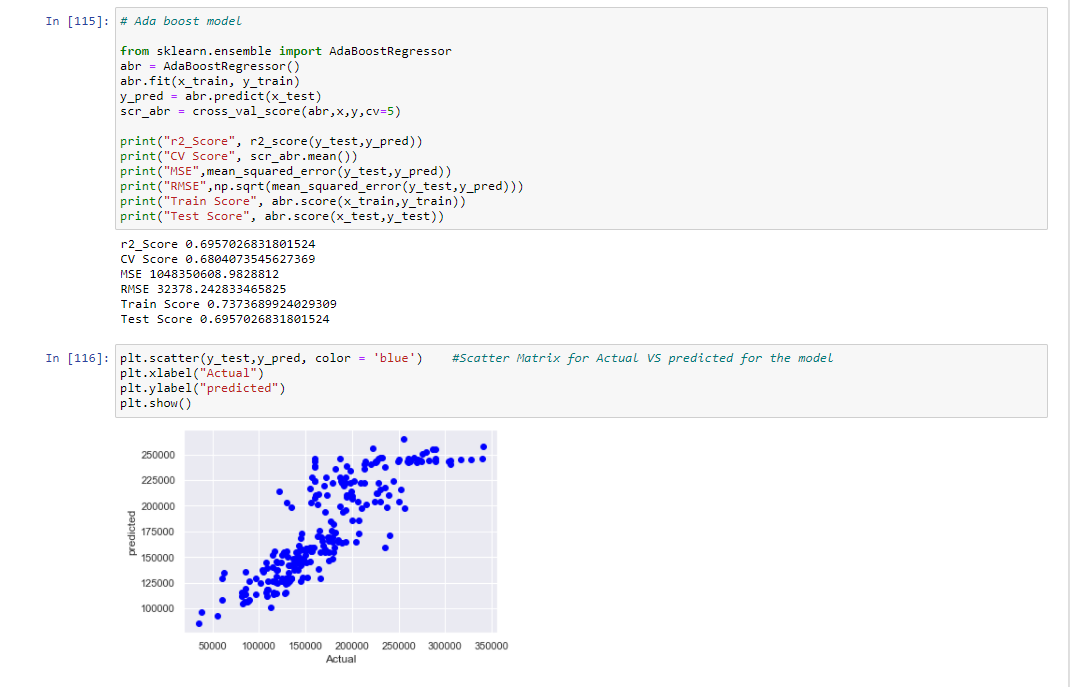 In [115]: # Ada boost model
from sklearn.ensemble import AdaBoostRegressor
abr = AdaBoostRegressor()
abr.fit(x_train, y_train)
y_pred = abr.predict(x_test)
scr_abr = cross_val_score(abr,x,y,cv=5)
print("r2_Score", r2_score(y_test,y_pred))
print("CV Score", scr_abr.mean())
print("MSE",mean_squared_error(y_test,y_pred))
print("RMSE",np.sqrt(mean_squared_error(y_test,y_pred)))
print("Train Score", abr.score(x_train,y_train))
print("Test Score", abr.score(x_test,y_test))
r2_Score 0.6957026831801524
CV Score 0.6804073545627369
MSE 1048350608.9828812
RMSE 32378.242833465825
Train Score 0.7373689924029309
Test Score 0.6957026831801524
In [116]: plt.scatter(y_test,y_pred, color = 'blue')    #Scatter Matrix for Actual VS predicted for the model
plt.xlabel("Actual")
plt.ylabel("predicted")
plt.show()
predicted
250000
225000
200000
175000
150000
125000
100000
50000 100000 150000 200000 250000 300000 350000
Actual